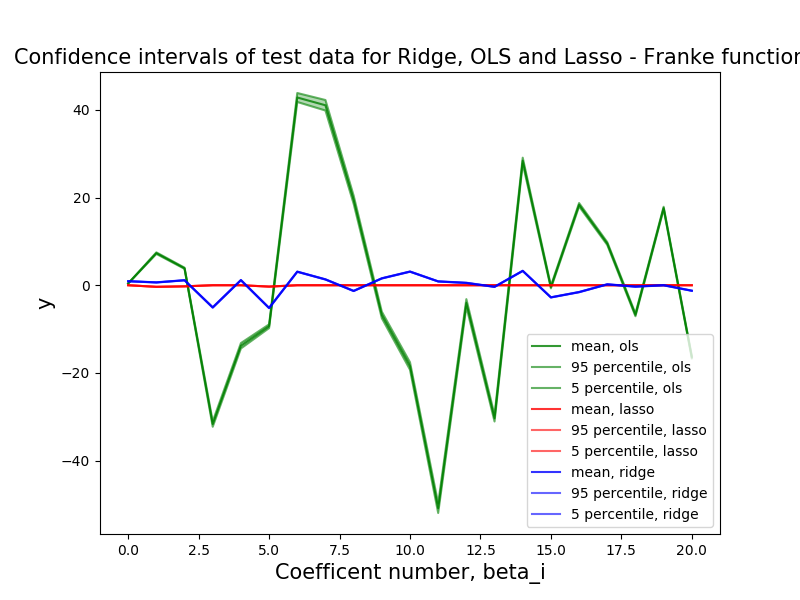 Confidence intervals of test data for Ridge, OLS and Lasso - Franke function
40
20
0
−20
−40
y
mean, ols
95 percentile, ols
5 percentile, ols
mean, lasso
95 percentile, lasso
5 percentile, lasso
mean, ridge
95 percentile, ridge
5 percentile, ridge
0.0 2.5 5.0 7.5 10.0 12.5 15.0 17.5 20.0
Coefficent number, beta_i